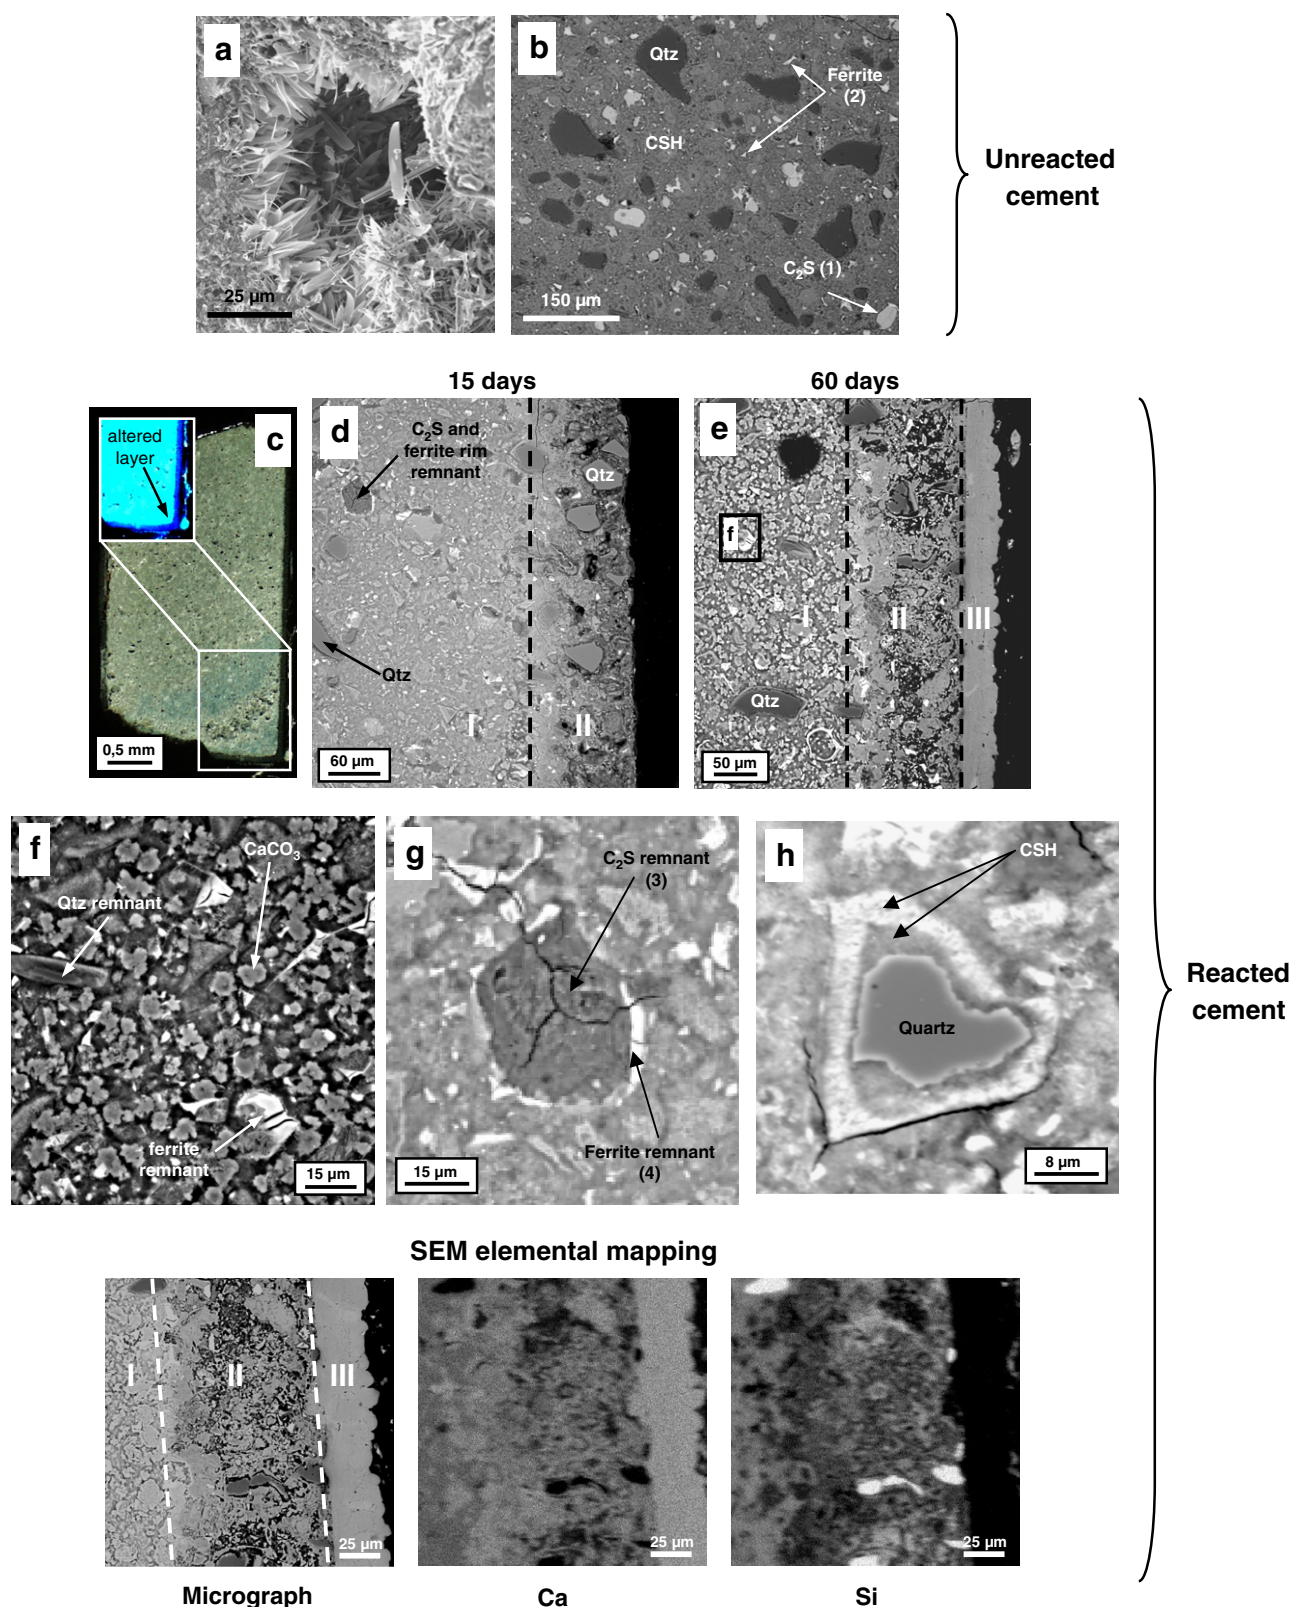 a
25 µm
b
Qtz
Ferrite
(2)
CSH
C₂S (1)
150 µm
Unreacted
cement
15 days
60 days
c
altered
layer
0,5 mm
d
C₂S and
ferrite rim
remnant
Qtz
Qtz
I
II
60 µm
e
f
I
II
III
Qtz
50 µm
f
CaCO₃
Qtz remnant
ferrite
remnant
15 µm
g
C₂S remnant
(3)
Ferrite remnant
(4)
15 µm
h
CSH
Quartz
8 µm
Reacted
cement
SEM elemental mapping
I
II
III
25 µm
25 µm
25 µm
Micrograph
Ca
Si